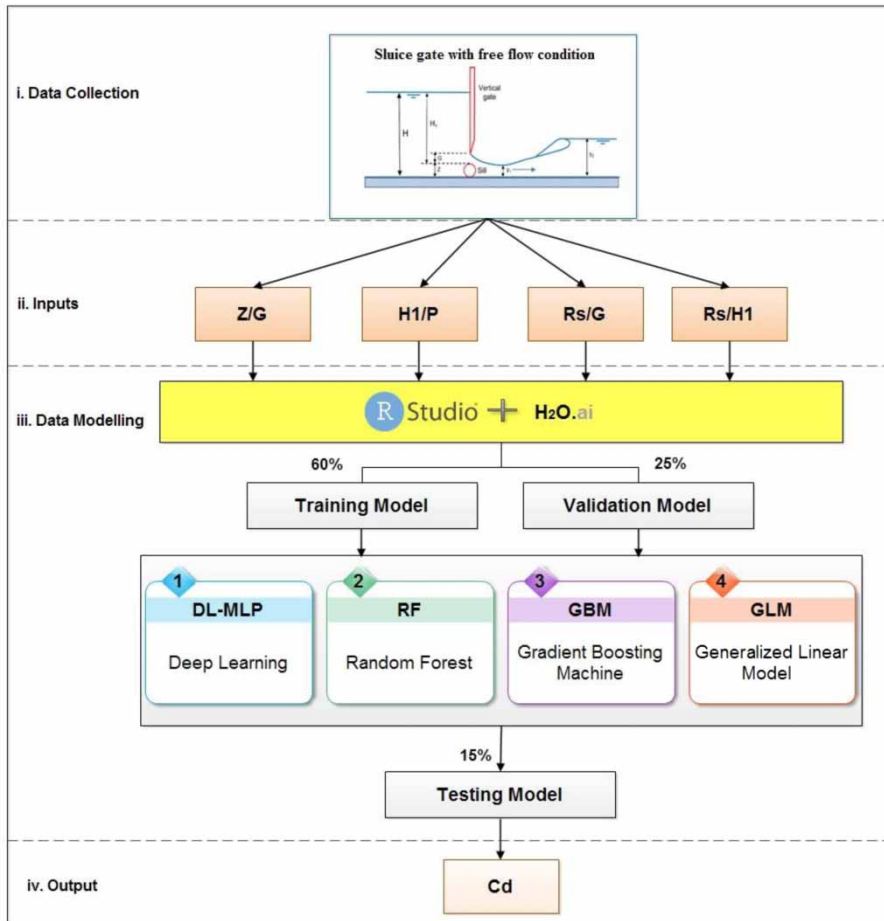 Sluice gate with free flow condition
i. Data Collection
Vertical
gate
H
H₁
G
Z
Sill
ii. Inputs
Z/G
H1/P
Rs/G
Rs/H1
iii. Data Modelling
R Studio + H2O.ai
60%
25%
Training Model
Validation Model
1
DL-MLP
Deep Learning
2
RF
Random Forest
3
GBM
Gradient Boosting
Machine
4
GLM
Generalized Linear
Model
15%
Testing Model
iv. Output
Cd